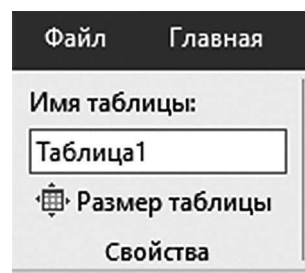 Файл Главная
Имя таблицы:
Таблица1
Размер таблицы
Свойства